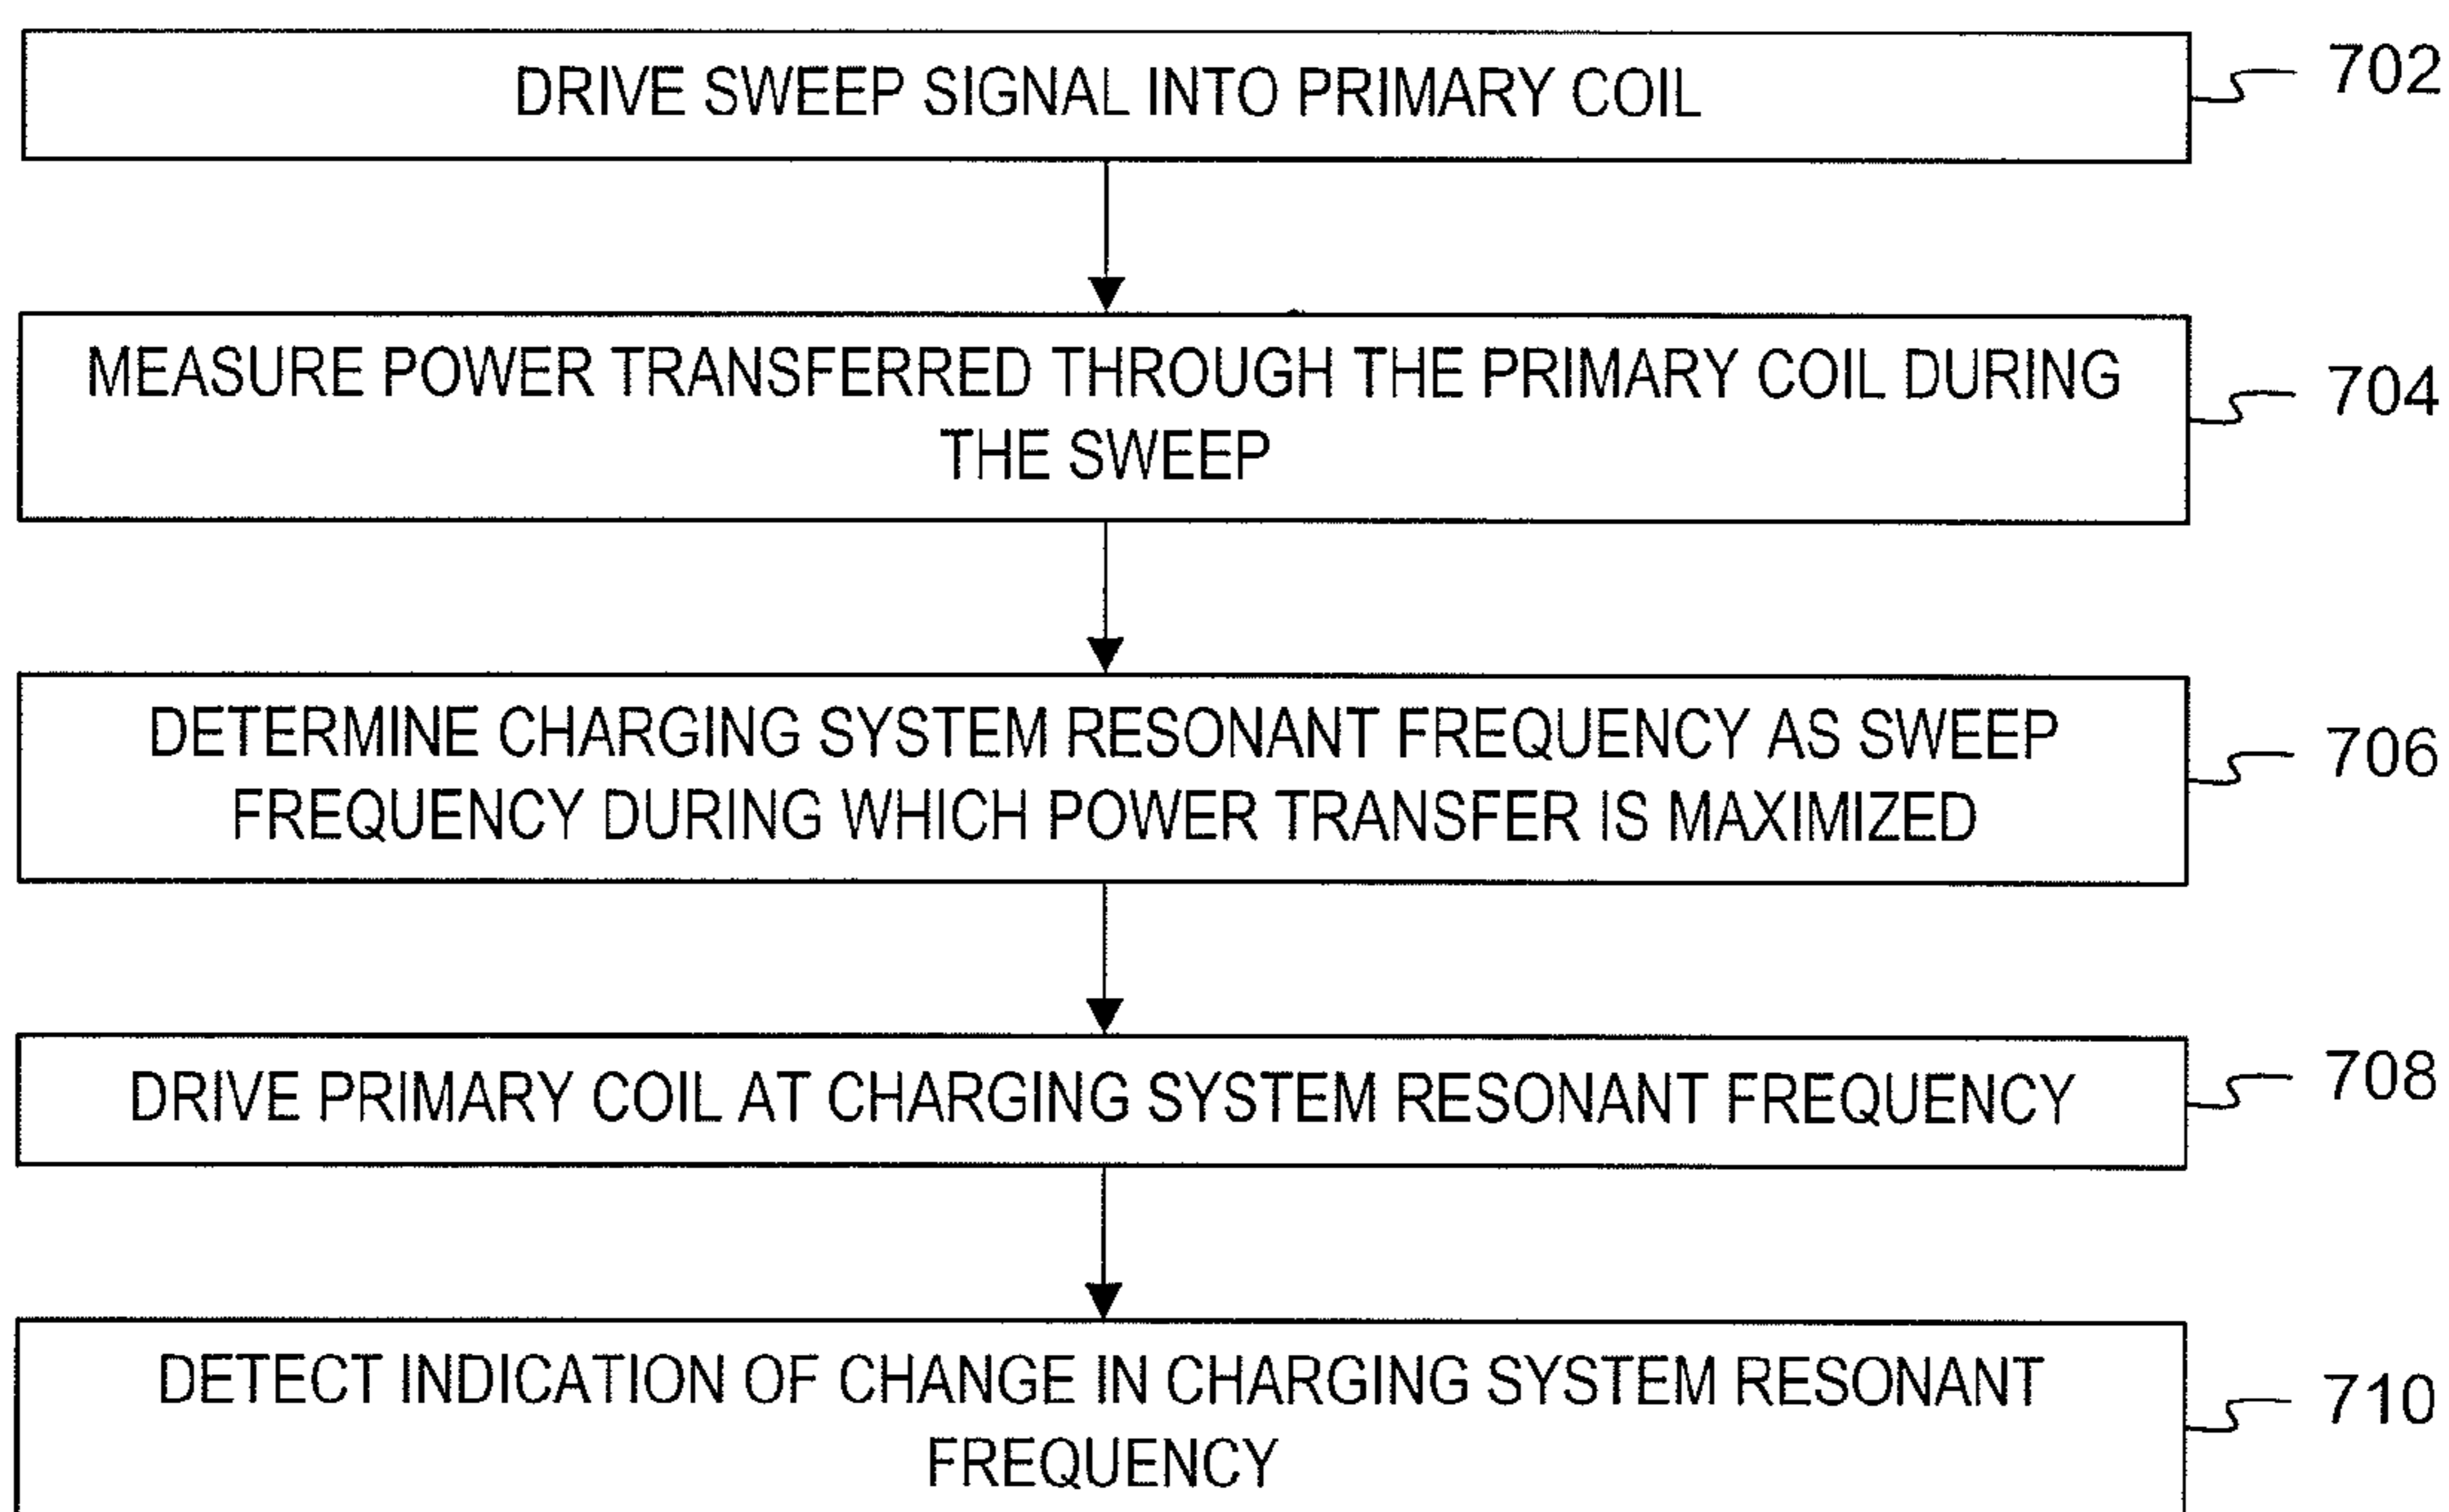 DRIVE SWEEP SIGNAL INTO PRIMARY COIL
702
MEASURE POWER TRANSFERRED THROUGH THE PRIMARY COIL DURING
THE SWEEP
704
DETERMINE CHARGING SYSTEM RESONANT FREQUENCY AS SWEEP
FREQUENCY DURING WHICH POWER TRANSFER IS MAXIMIZED
706
DRIVE PRIMARY COIL AT CHARGING SYSTEM RESONANT FREQUENCY
708
DETECT INDICATION OF CHANGE IN CHARGING SYSTEM RESONANT
FREQUENCY
710